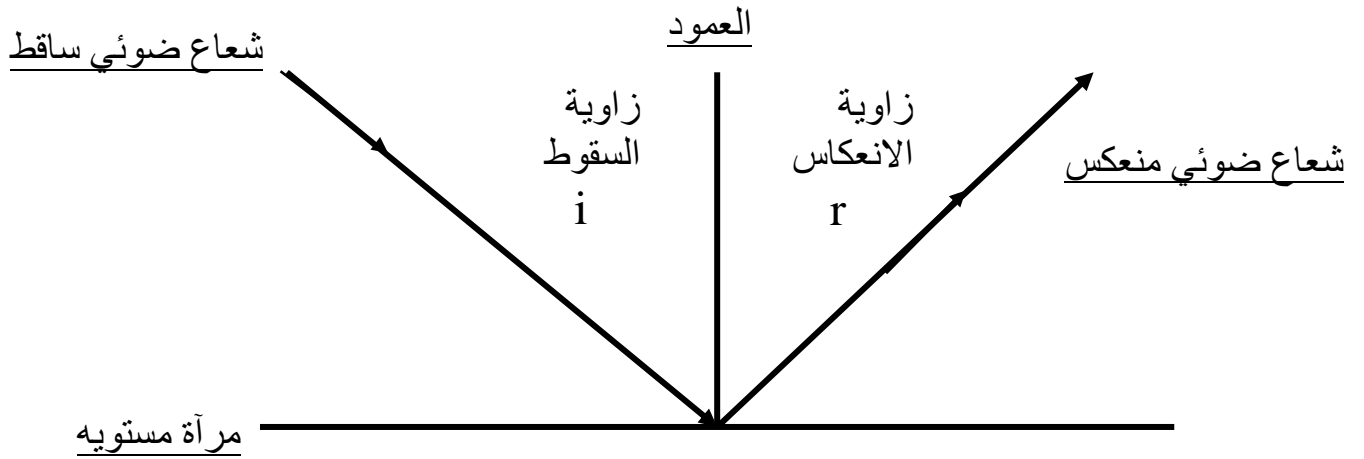 العمود
شعاع ضوئي ساقط
زاوية
السقوط
i
زاوية
الانعكاس
r
شعاع ضوئي منعكس
مرآة مستويه